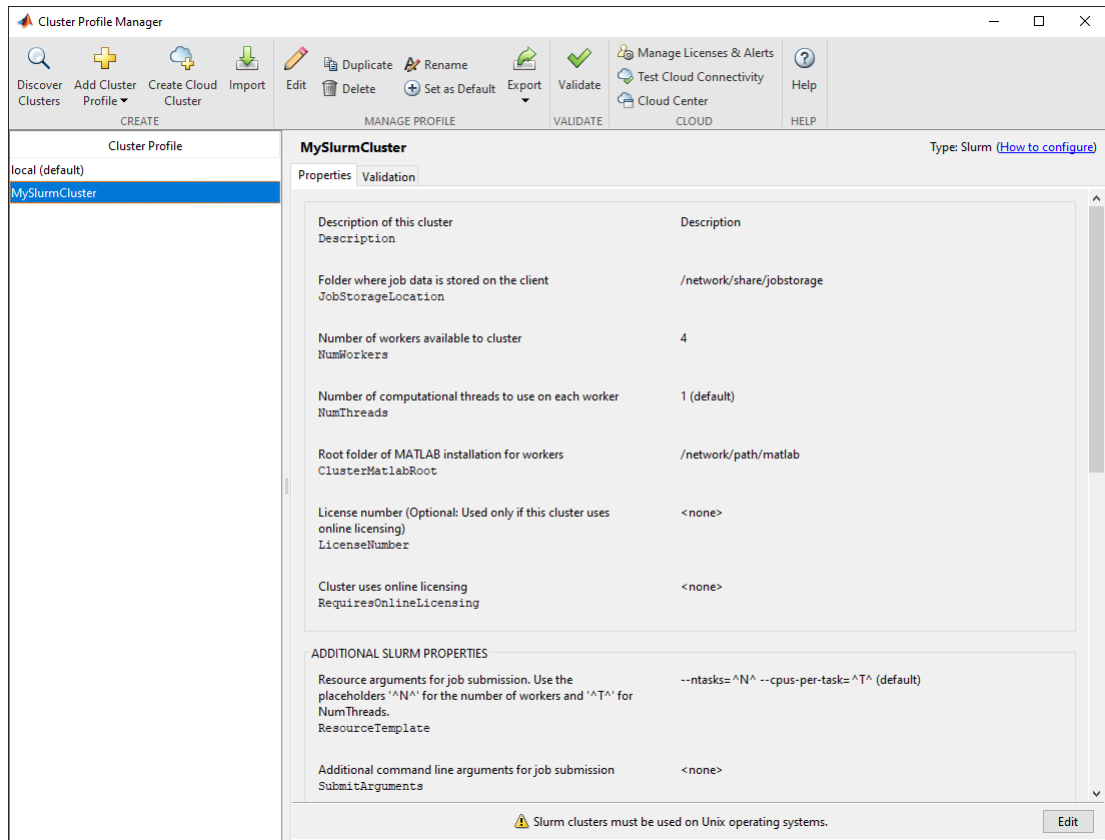 Cluster Profile Manager
Discover Clusters
Add Cluster Profile
Create Cloud Cluster
Import
CREATE
Edit
Duplicate
Delete
Rename
Set as Default
Export
MANAGE PROFILE
Validate
VALIDATE
Manage Licenses & Alerts
Test Cloud Connectivity
Cloud Center
CLOUD
Help
HELP
Cluster Profile
local (default)
MySlurmCluster
MySlurmCluster
Type: Slurm (How to configure)
Properties
Validation
Description of this cluster
Description
Description
Folder where job data is stored on the client
JobStorageLocation
/network/share/jobstorage
Number of workers available to cluster
NumWorkers
4
Number of computational threads to use on each worker
NumThreads
1 (default)
Root folder of MATLAB installation for workers
ClusterMatlabRoot
/network/path/matlab
License number (Optional: Used only if this cluster uses
online licensing)
LicenseNumber
<none>
Cluster uses online licensing
RequiresOnlineLicensing
<none>
ADDITIONAL SLURM PROPERTIES
Resource arguments for job submission. Use the
placeholders '^N^' for the number of workers and '^T^' for
NumThreads.
ResourceTemplate
--ntasks=^N^ --cpus-per-task=^T^ (default)
Additional command line arguments for job submission
SubmitArguments
<none>
Slurm clusters must be used on Unix operating systems.
Edit